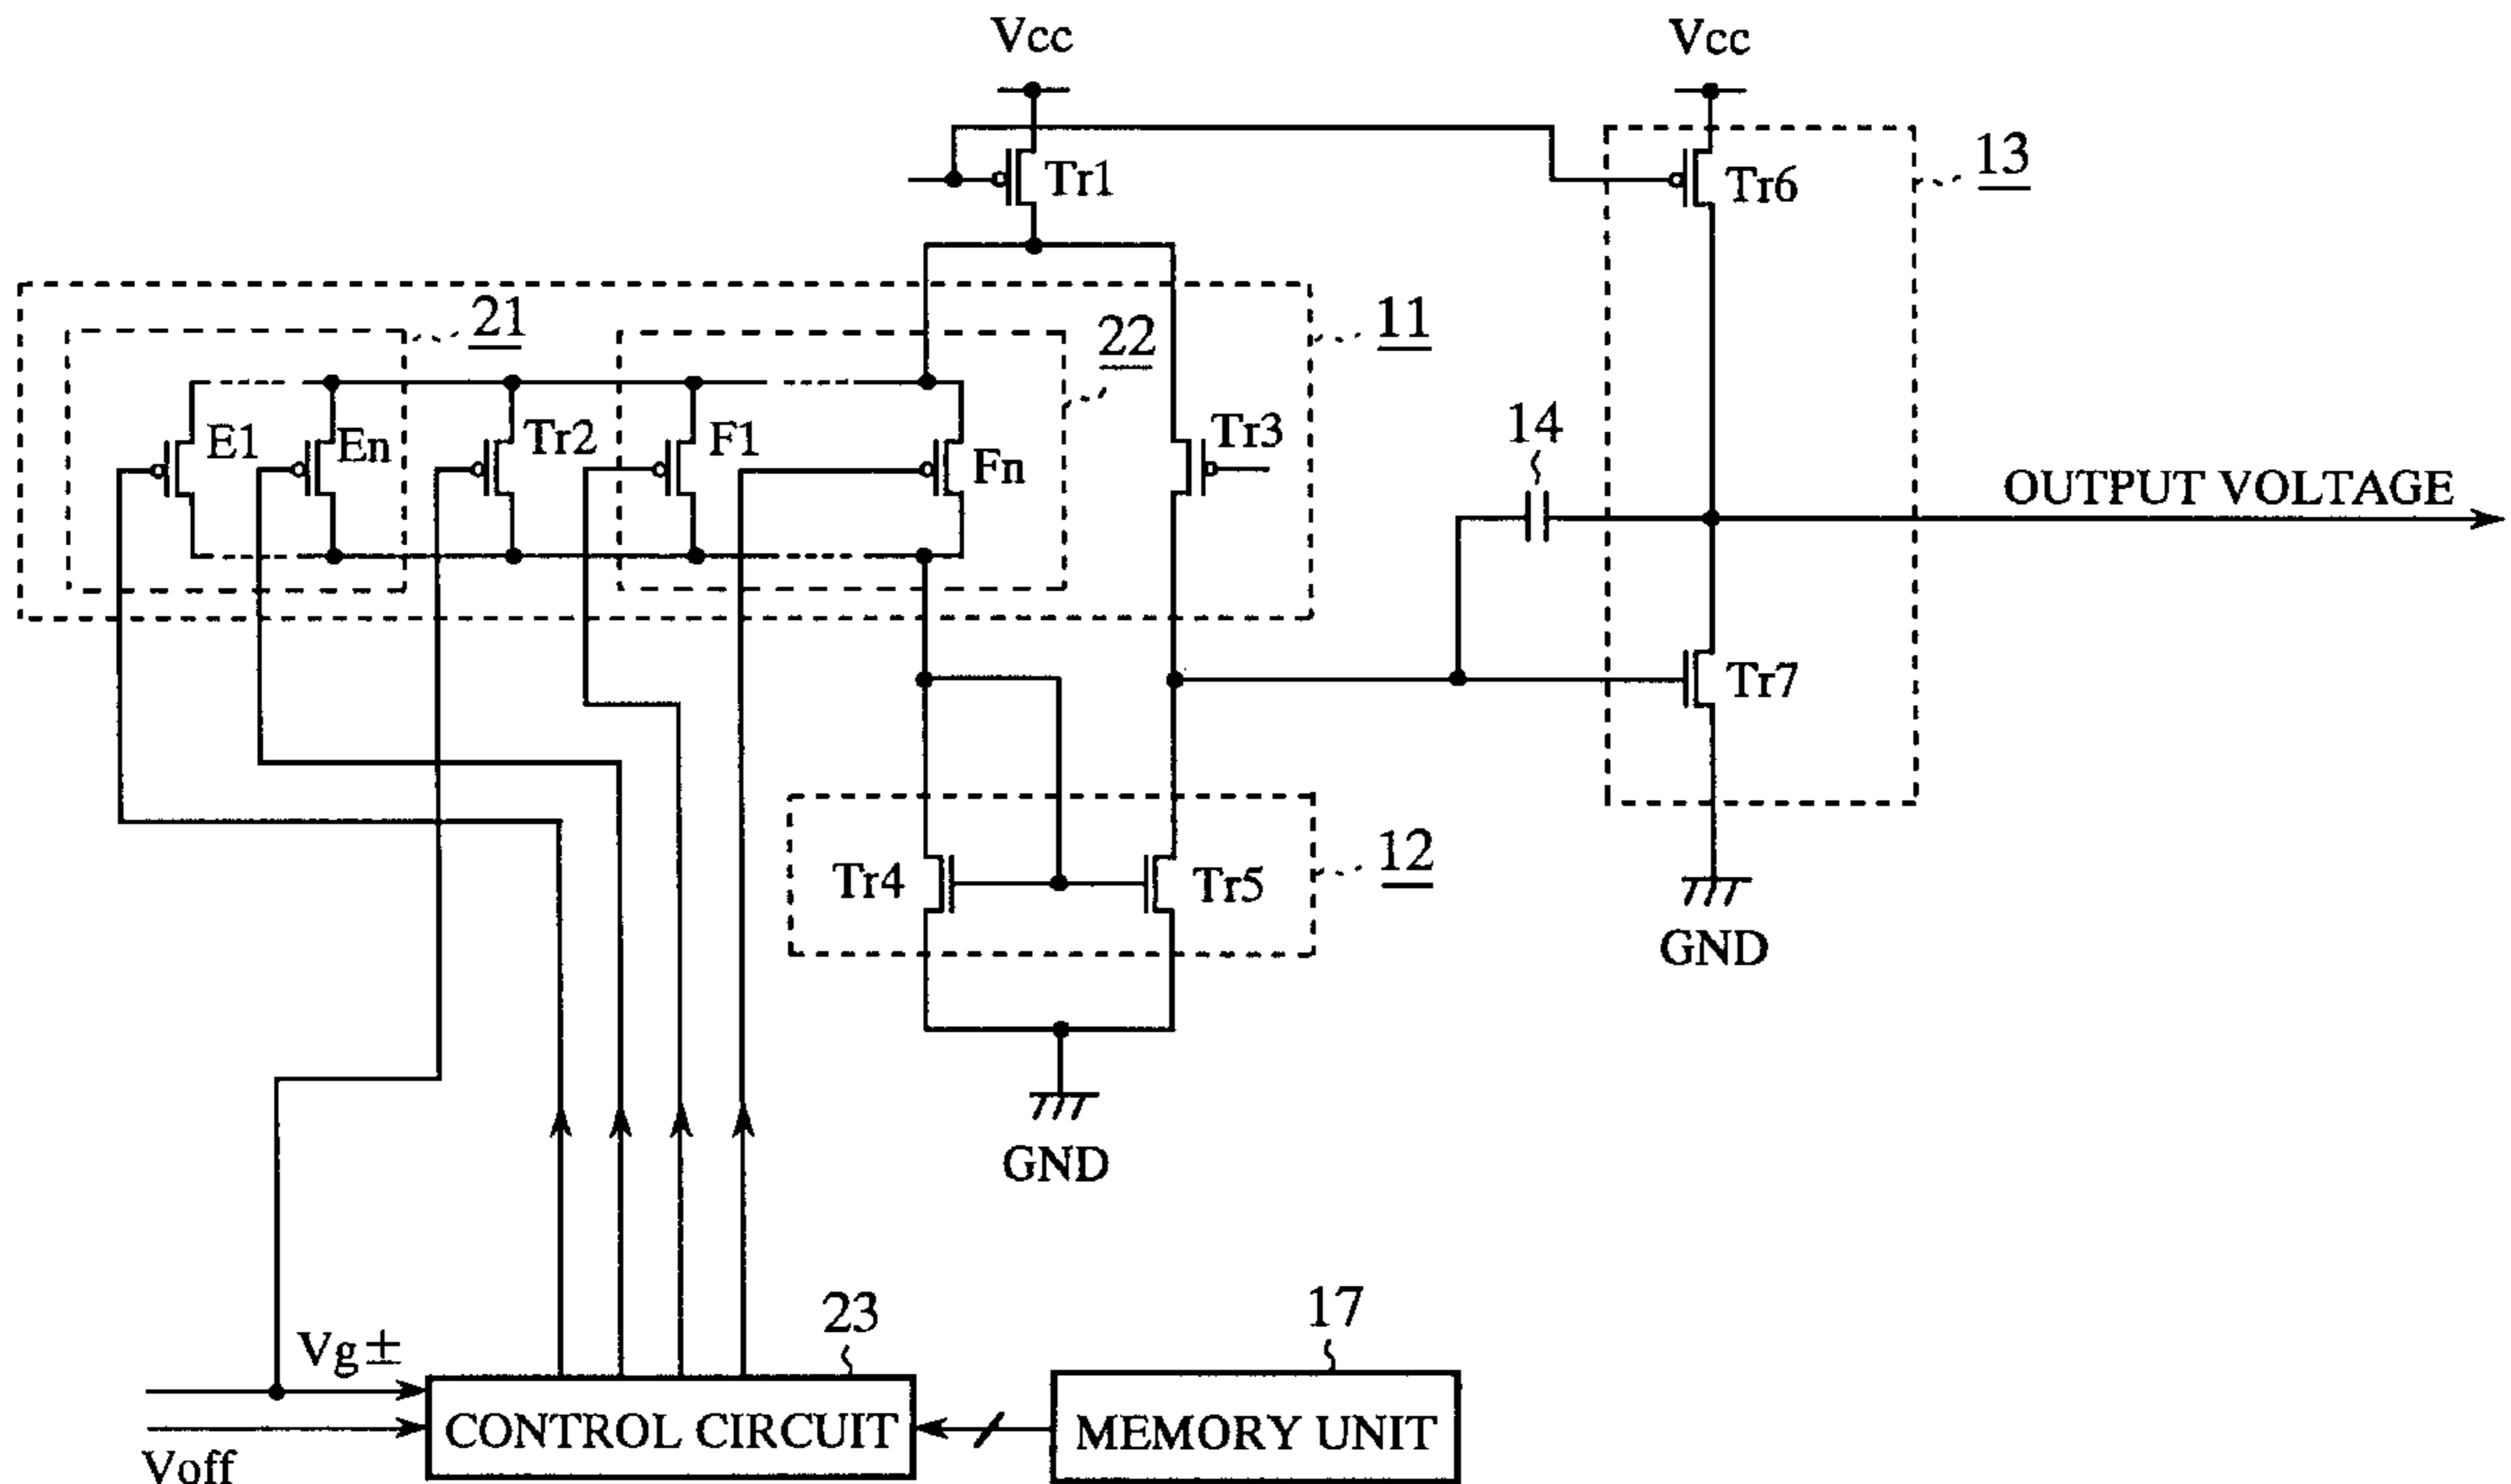 Vcc
Vcc
Tr1
Tr6
13
21
22
11
E1
En
Tr2
F1
Fn
Tr3
14
OUTPUT VOLTAGE
Tr7
Tr4
Tr5
12
GND
GND
Vg±
23
17
CONTROL CIRCUIT
MEMORY UNIT
Voff